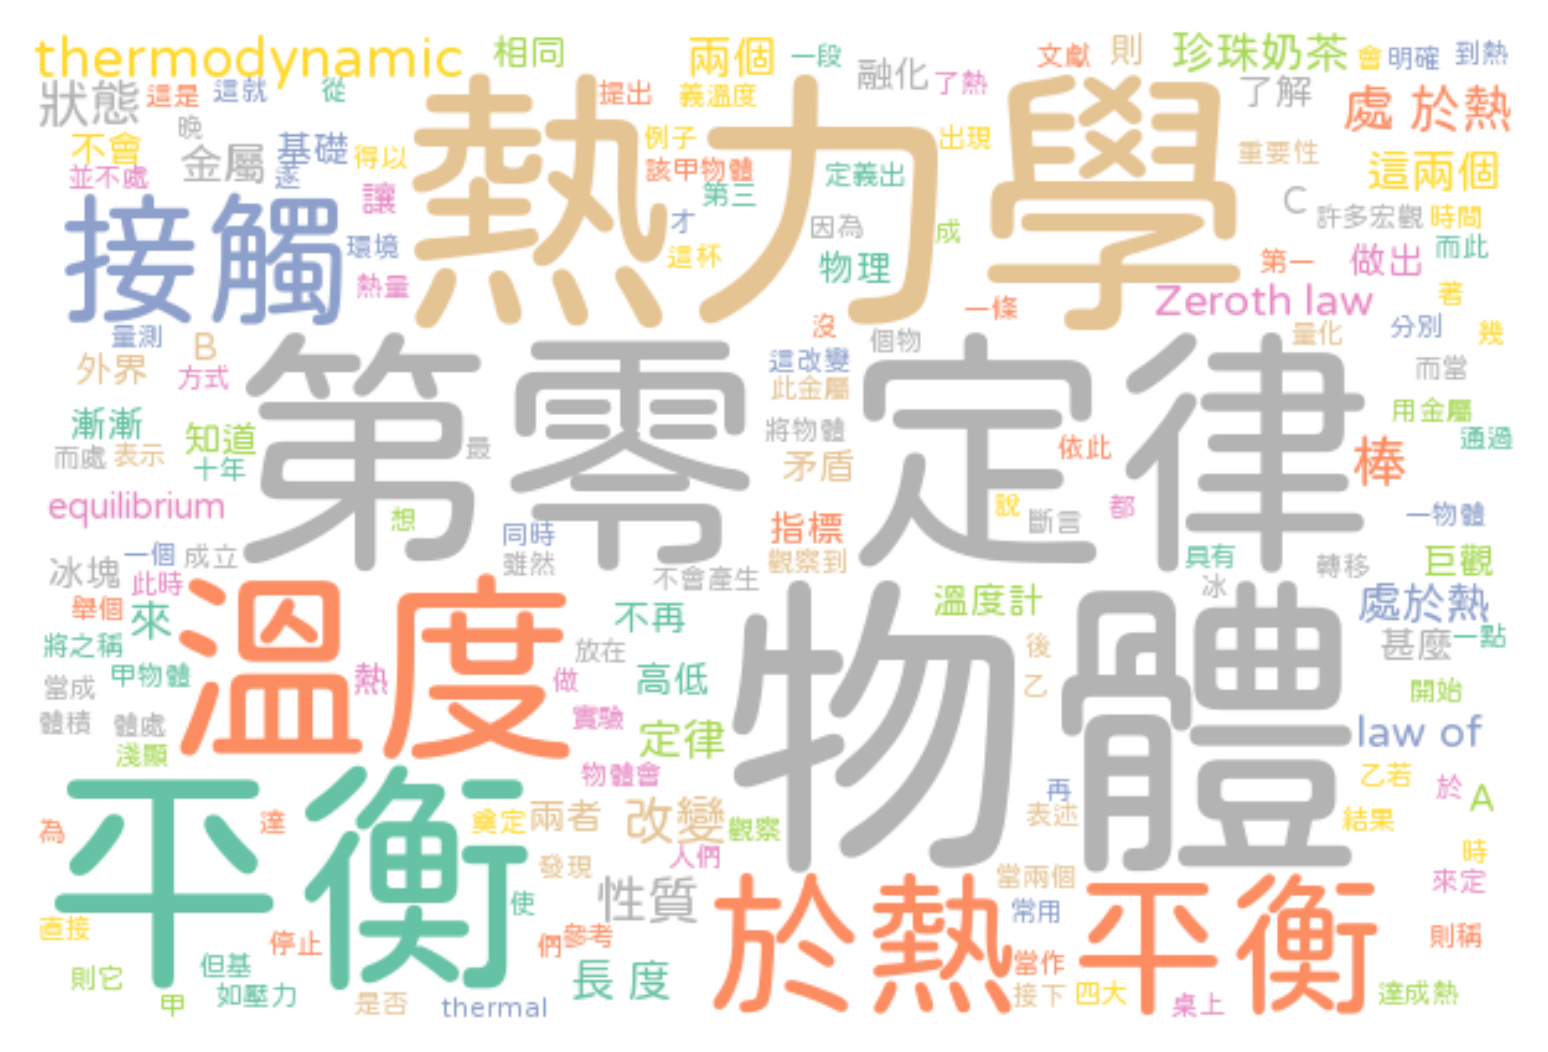 thermodynamic 相同 兩個 一段 融化 了熱 文獻 則 珍珠奶茶 會 明確 到熱
狀態 這是 這就 從 提出 義溫度 了解 處 於熱
晚 不會 金屬 基礎 得以 熱力學 例子 出現 重要性 這兩個
並不處 遂 讓 該甲物體 第三 定義出 C 許多宏觀 時間
接觸 環境 才 因為 成 而此
熱量 這杯 物理 第一 做出
Zeroth law 著
量測 B 沒 一條 個物 量化 分別 幾
外界 方式 第零 定律 這改變 此金屬 而當
漸漸 知道 將物體 用金屬 通過
而處 表示 十年 最 矛盾 依此 棒
equilibrium 想 同時 指標 說 斷言 都 一物體
冰塊 一個 成立 雖然 觀察到 具有 轉移 巨觀
此時 不會產生 冰
舉個 來 溫度 不再 溫度計 處於熱
將之稱 放在 物體 後 甚麼 一點
當成 甲物體 熱 做 高低 乙 開始
體積 體處 實驗 定律 law of
淺顯 物體會 再 乙若 於 A
平衡 為 達 奠定 兩者 改變 觀察 表述 結果
發現 人們 當兩個 時 來定
直接 使 性質 於熱平衡 常用 則稱
但基 停止 們 參考 當作
則它 甲 如壓力 是否 thermal 長度 接下 四大 桌上 達成熱